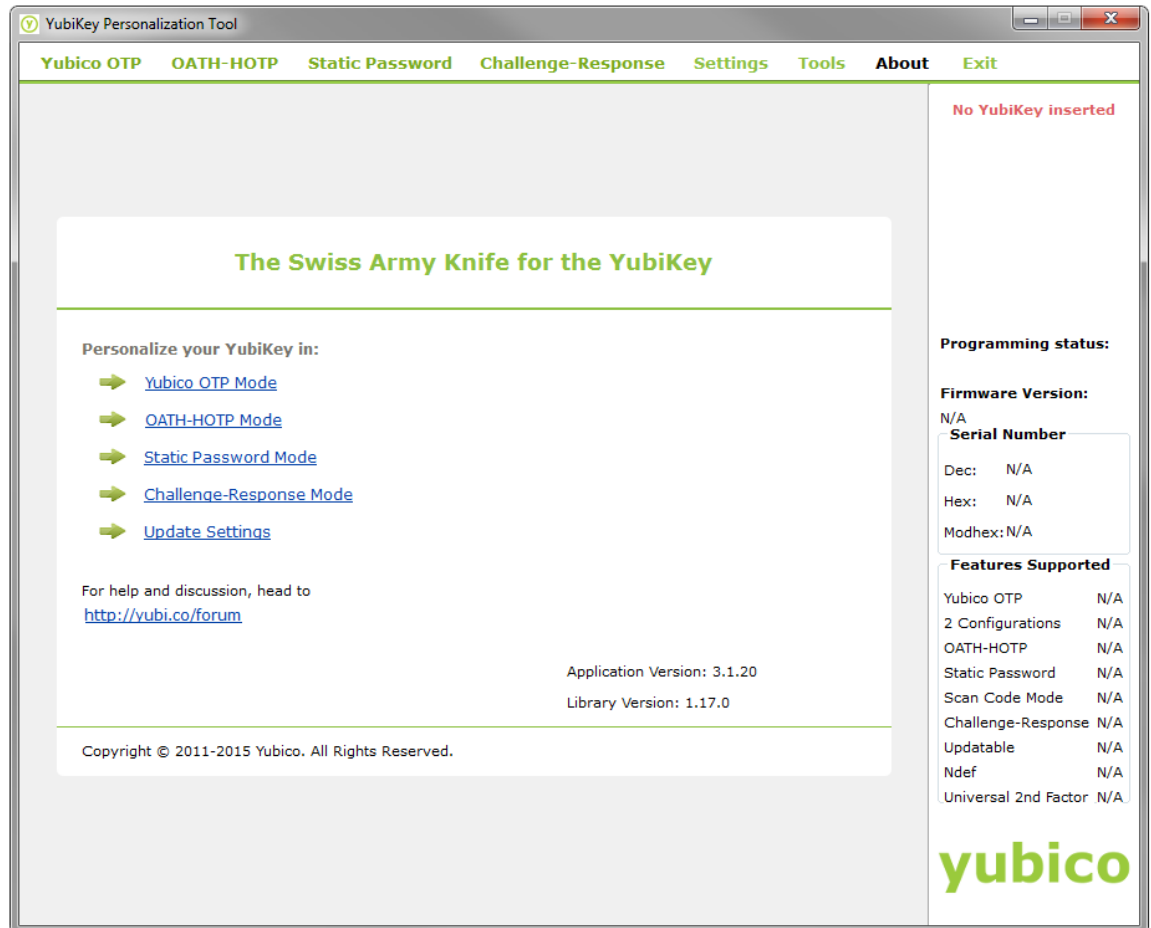 YubiKey Personalization Tool
Yubico OTP OATH-HOTP Static Password Challenge-Response Settings Tools About Exit
No YubiKey inserted
The Swiss Army Knife for the YubiKey
Personalize your YubiKey in:
Yubico OTP Mode
OATH-HOTP Mode
Static Password Mode
Challenge-Response Mode
Update Settings
For help and discussion, head to
http://yubi.co/forum
Application Version: 3.1.20
Library Version: 1.17.0
Copyright © 2011-2015 Yubico. All Rights Reserved.
Programming status:
Firmware Version:
N/A
Serial Number
Dec: N/A
Hex: N/A
Modhex: N/A
Features Supported
Yubico OTP N/A
2 Configurations N/A
OATH-HOTP N/A
Static Password N/A
Scan Code Mode N/A
Challenge-Response N/A
Updatable N/A
Ndef N/A
Universal 2nd Factor N/A
yubico